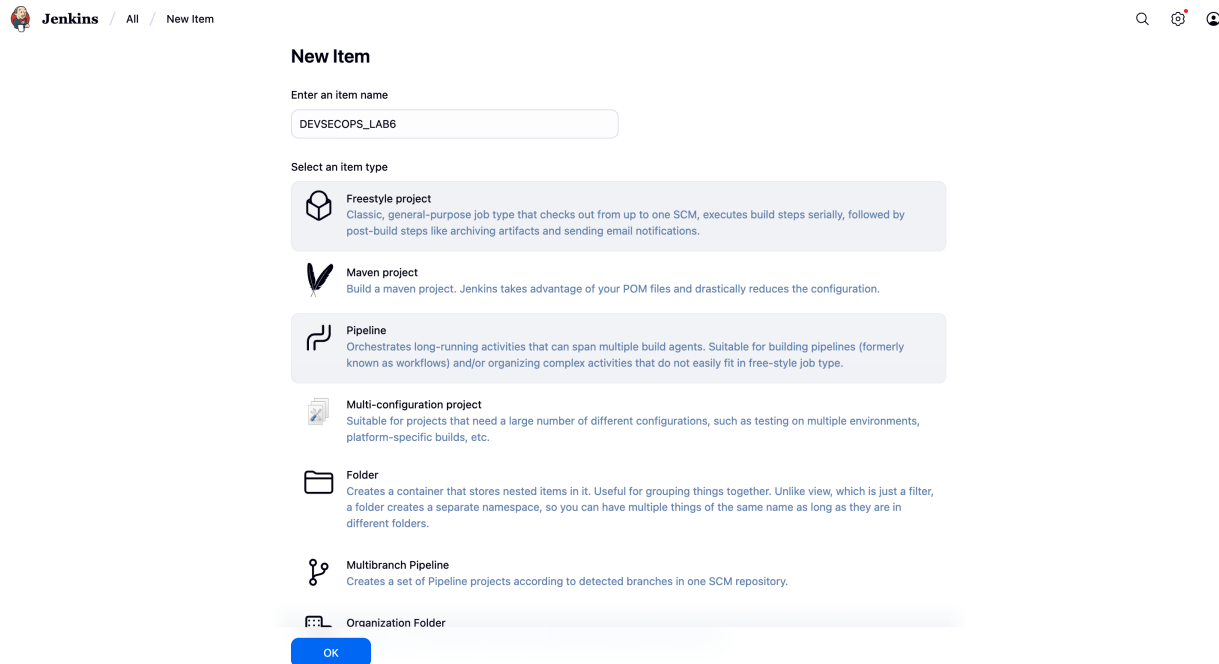 Jenkins / All / New Item
New Item
Enter an item name
DEVSECOPS_LAB6
Select an item type
Freestyle project
Classic, general-purpose job type that checks out from up to one SCM, executes build steps serially, followed by
post-build steps like archiving artifacts and sending email notifications.
Maven project
Build a maven project. Jenkins takes advantage of your POM files and drastically reduces the configuration.
Pipeline
Orchestrates long-running activities that can span multiple build agents. Suitable for building pipelines (formerly
known as workflows) and/or organizing complex activities that do not easily fit in free-style job type.
Multi-configuration project
Suitable for projects that need a large number of different configurations, such as testing on multiple environments,
platform-specific builds, etc.
Folder
Creates a container that stores nested items in it. Useful for grouping things together. Unlike view, which is just a filter,
a folder creates a separate namespace, so you can have multiple things of the same name as long as they are in
different folders.
Multibranch Pipeline
Creates a set of Pipeline projects according to detected branches in one SCM repository.
Organization Folder
OK